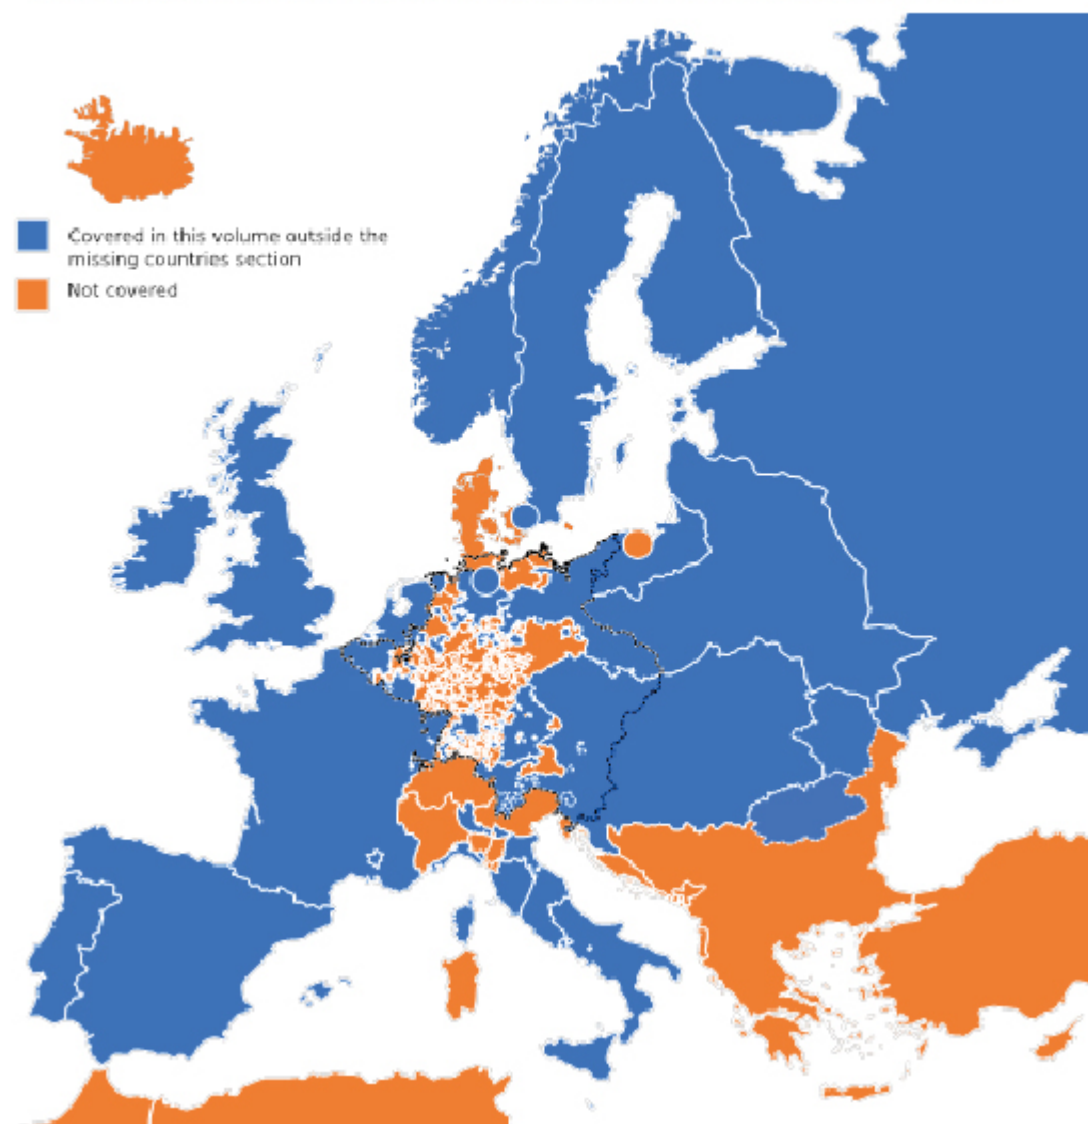 Covered in this volume outside the
missing countries section
Not covered